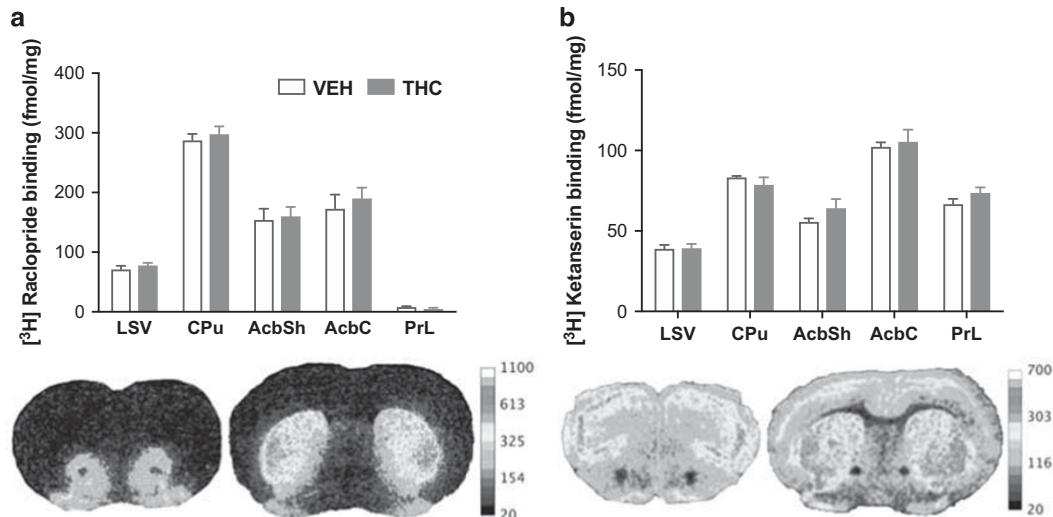 a
[³H] Raclopride binding (fmol/mg)
400
300
200
100
0
VEH THC
LSV CPu AcbSh AcbC PrL
1100
613
325
154
20
b
[³H] Ketanserin binding (fmol/mg)
150
100
50
0
LSV CPu AcbSh AcbC PrL
700
303
116
20